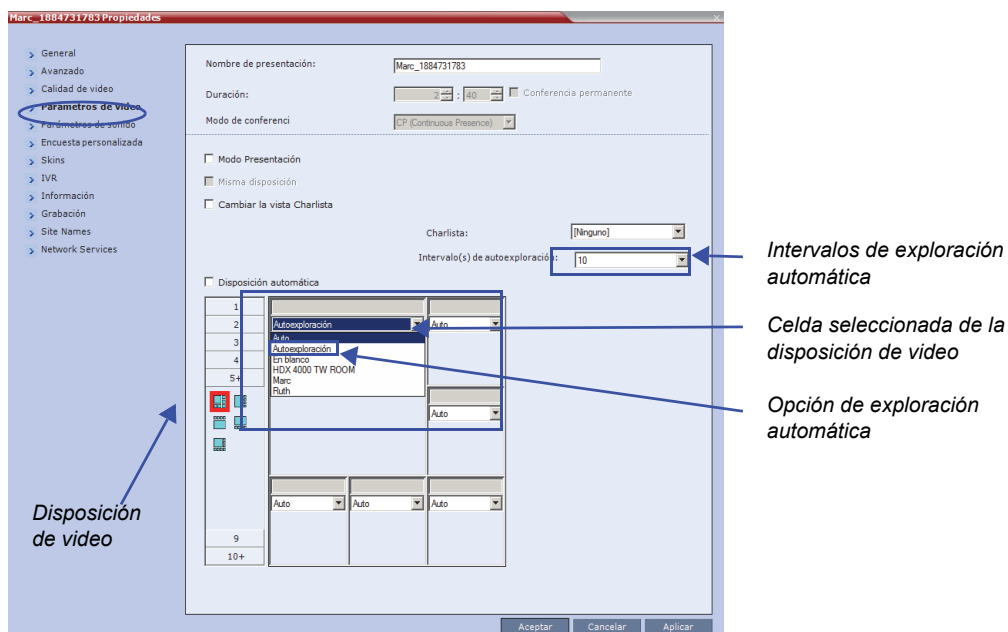 Marc_1884731783 Propiedades
General
Avanzado
Calidad de video
Parámetros de video
Parámetros de sonido
Encuesta personalizada
Skins
IVR
Información
Grabación
Site Names
Network Services
Nombre de presentación: Marc_1884731783
Duración: 2 : 40 Conferencia permanente
Modo de conferenci CP (Continuous Presence)
Modo Presentación
Misma disposición
Cambiar la vista Charlista
Charlista: [Ninguno]
Intervalo(s) de autoexploración: 10
Disposición automática
1
2
3
4
5+
9
10+
Autoexploración Auto
Auto
Autoexploración
En blanco
HDX 4000 TW ROOM
Marc
Ruth
Auto
Auto Auto Auto
Aceptar Cancelar Aplicar
Intervalos de exploración
automática
Celda seleccionada de la
disposición de video
Opción de exploración
automática
Disposición
de video